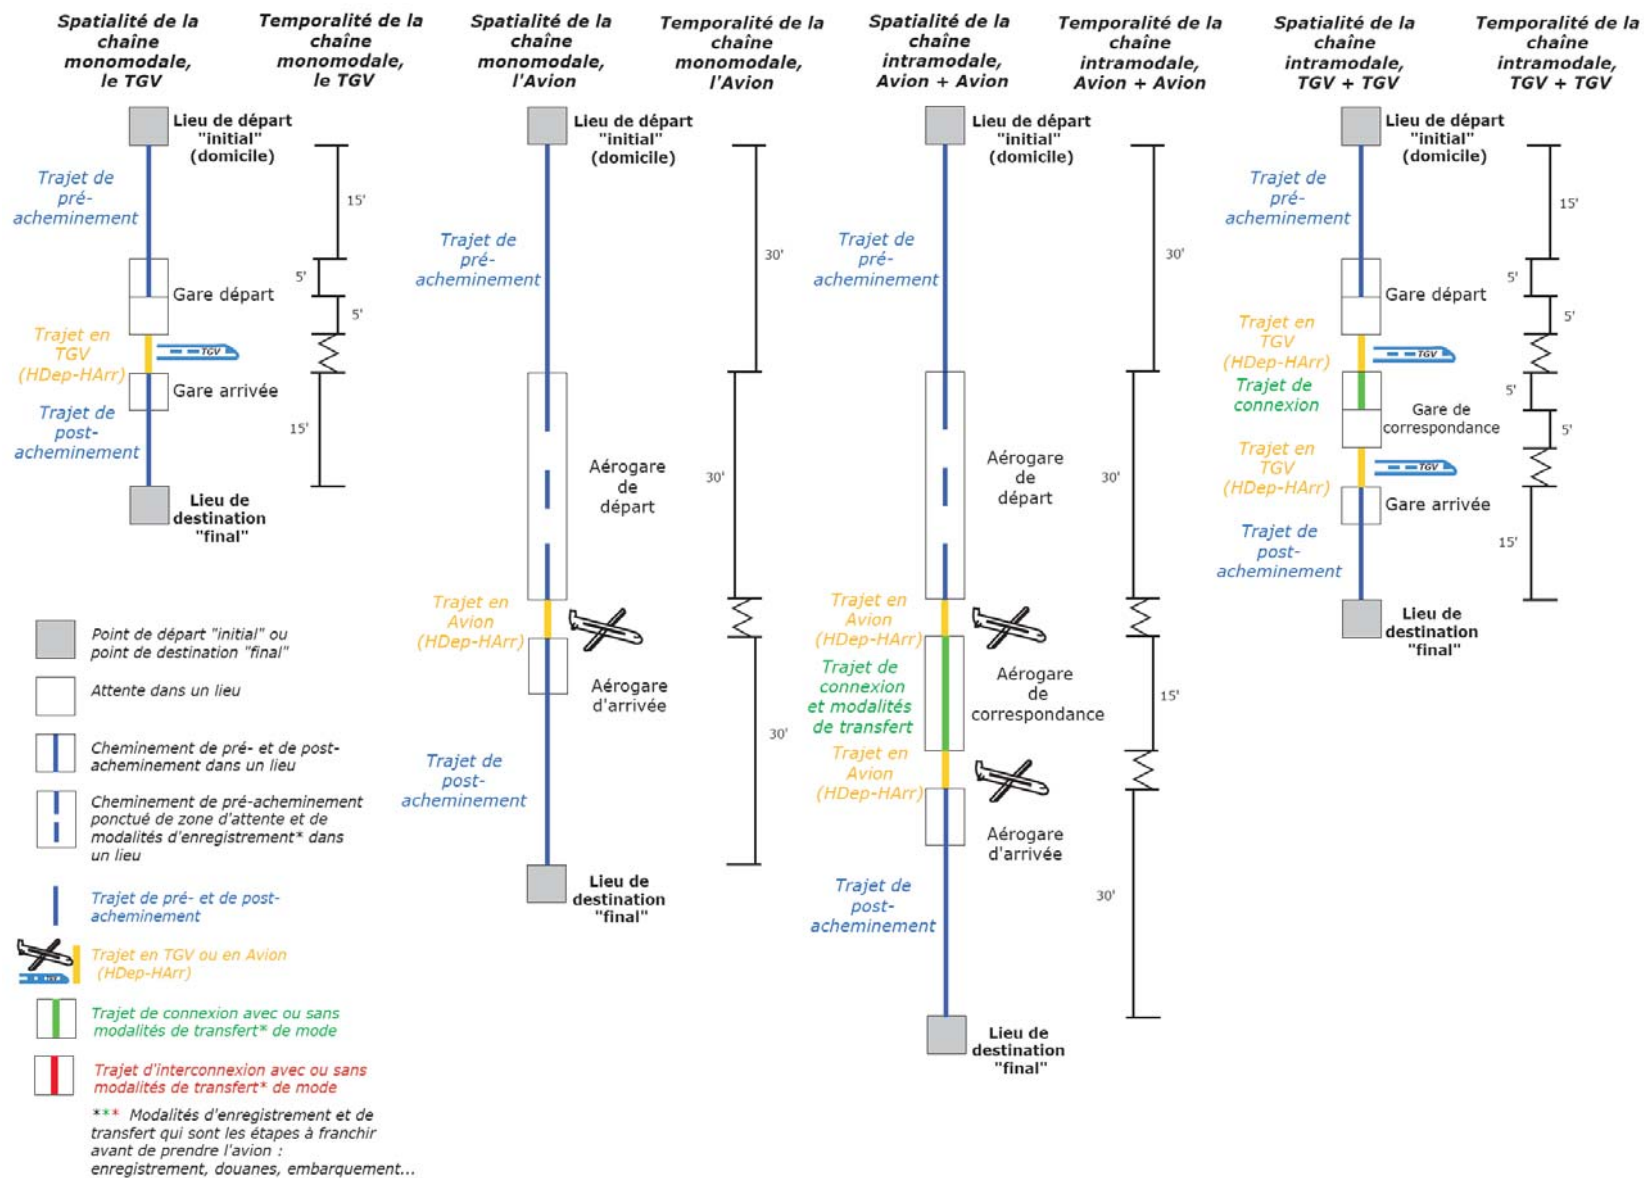 Spatialité de la
chaîne
monomodale,
le TGV
Temporalité de la
chaîne
monomodale,
le TGV
Spatialité de la
chaîne
monomodale,
l'Avion
Temporalité de la
chaîne
monomodale,
l'Avion
Spatialité de la
chaîne
intramodale,
Avion + Avion
Temporalité de la
chaîne
intramodale,
Avion + Avion
Spatialité de la
chaîne
intramodale,
TGV + TGV
Temporalité de la
chaîne
intramodale,
TGV + TGV
Lieu de départ
"initial"
(domicile)
Trajet de
pré-
acheminement
15'
5'
Gare départ
5'
Trajet en
TGV
(HDep-HArr)
TGV
Gare arrivée
Trajet de
post-
acheminement
15'
Lieu de
destination
"final"
Lieu de départ
"initial"
(domicile)
Trajet de
pré-
acheminement
30'
Aérogare
de
départ
30'
Trajet en
Avion
(HDep-HArr)
Aérogare
d'arrivée
30'
Trajet de
post-
acheminement
Lieu de
destination
"final"
Lieu de départ
"initial"
(domicile)
Trajet de
pré-
acheminement
30'
Aérogare
de
départ
30'
Trajet en
Avion
(HDep-HArr)
Trajet de
connexion
et modalités
de transfert
Aérogare
de
correspondance
15'
Trajet en
Avion
(HDep-HArr)
Aérogare
d'arrivée
Trajet de
post-
acheminement
30'
Lieu de
destination
"final"
Lieu de départ
"initial"
(domicile)
Trajet de
pré-
acheminement
15'
5'
Gare départ
5'
Trajet en
TGV
(HDep-HArr)
TGV
Trajet de
connexion
5'
Gare de
correspondance
5'
Trajet en
TGV
(HDep-HArr)
TGV
Gare arrivée
Trajet de
post-
acheminement
15'
Lieu de
destination
"final"
Point de départ "initial" ou
point de destination "final"
Attente dans un lieu
Cheminement de pré- et de post-
acheminement dans un lieu
Cheminement de pré-acheminement
ponctué de zone d'attente et de
modalités d'enregistrement* dans
un lieu
Trajet de pré- et de post-
acheminement
TGV
Trajet en TGV ou en Avion
(HDep-HArr)
Trajet de connexion avec ou sans
modalités de transfert* de mode
Trajet d'interconnexion avec ou sans
modalités de transfert* de mode
*** Modalités d'enregistrement et de
transfert qui sont les étapes à franchir
avant de prendre l'avion :
enregistrement, douanes, embarquement...